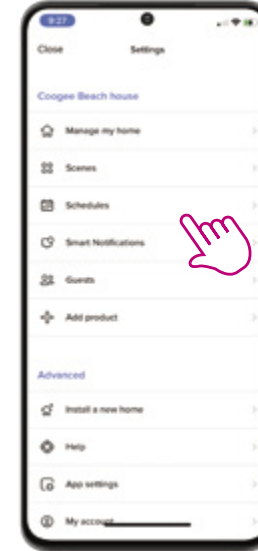 9:27
Close Settings
Coogee Beach house
Manage my home
Scenes
Schedules
Smart Notifications
Guests
Add product
Advanced
Install a new home
Help
App settings
My account